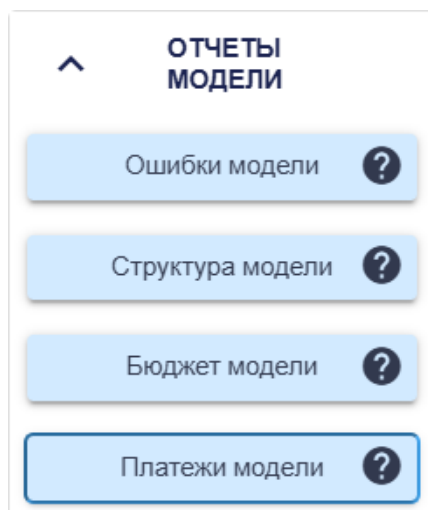 ОТЧЕТЫ
МОДЕЛИ
Ошибки модели
?
Структура модели
?
Бюджет модели
?
Платежи модели
?